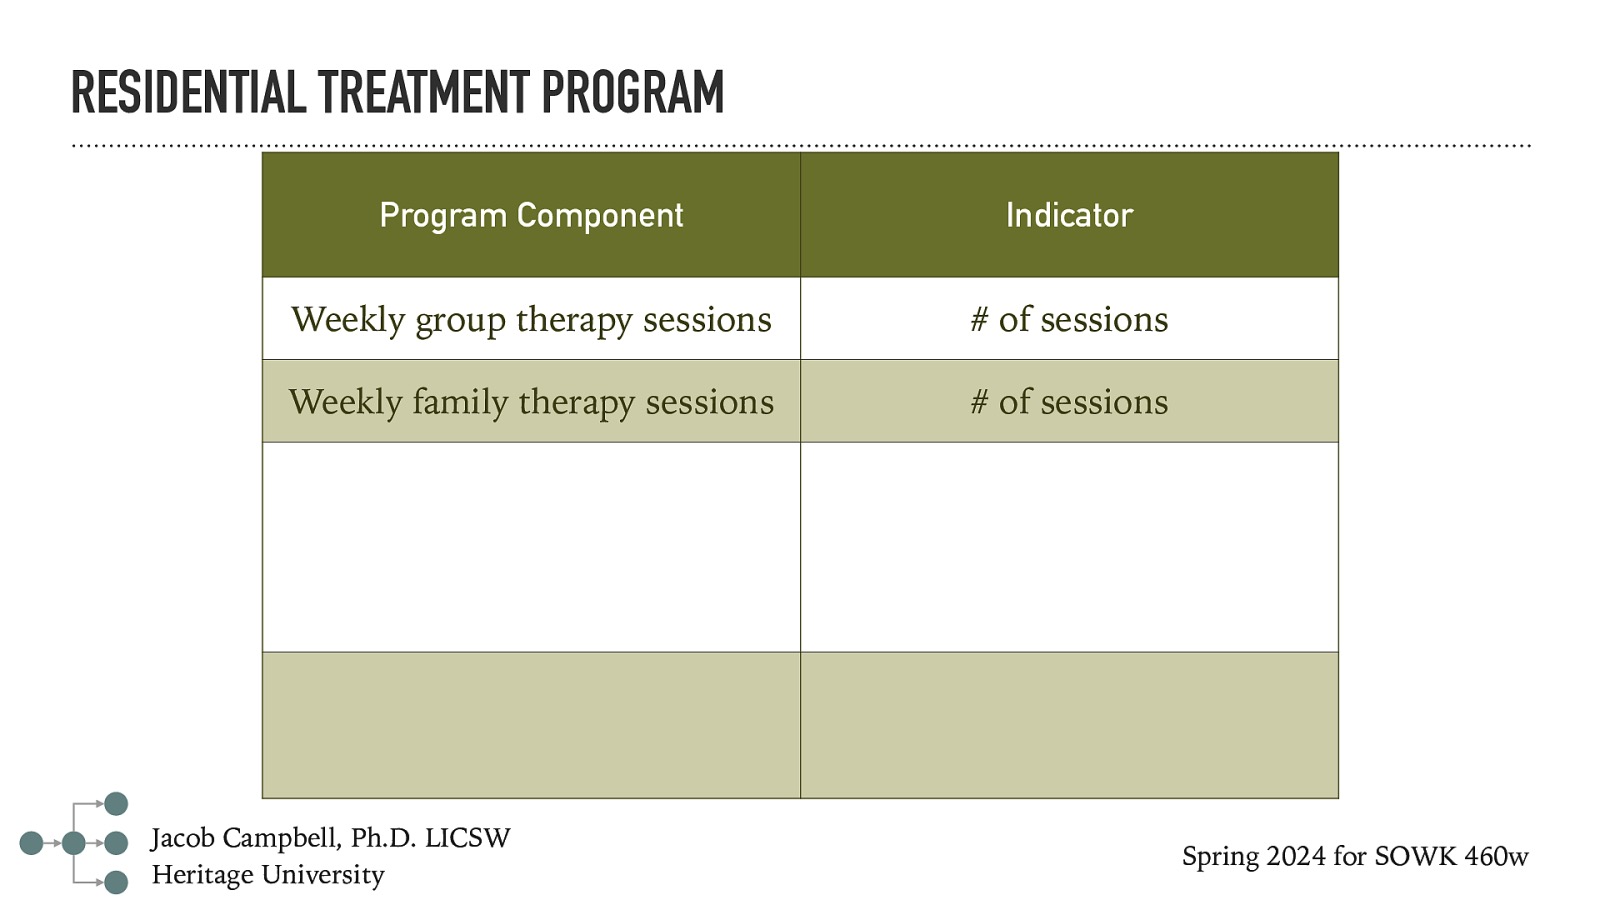 RESIDENTIAL TREATMENT PROGRAM
Program Component Indicator
Weekly group therapy sessions # of sessions
Weekly family therapy sessions # of sessions
Jacob Campbell, Ph.D. LICSW
Heritage University
Spring 2024 for SOWK 460w